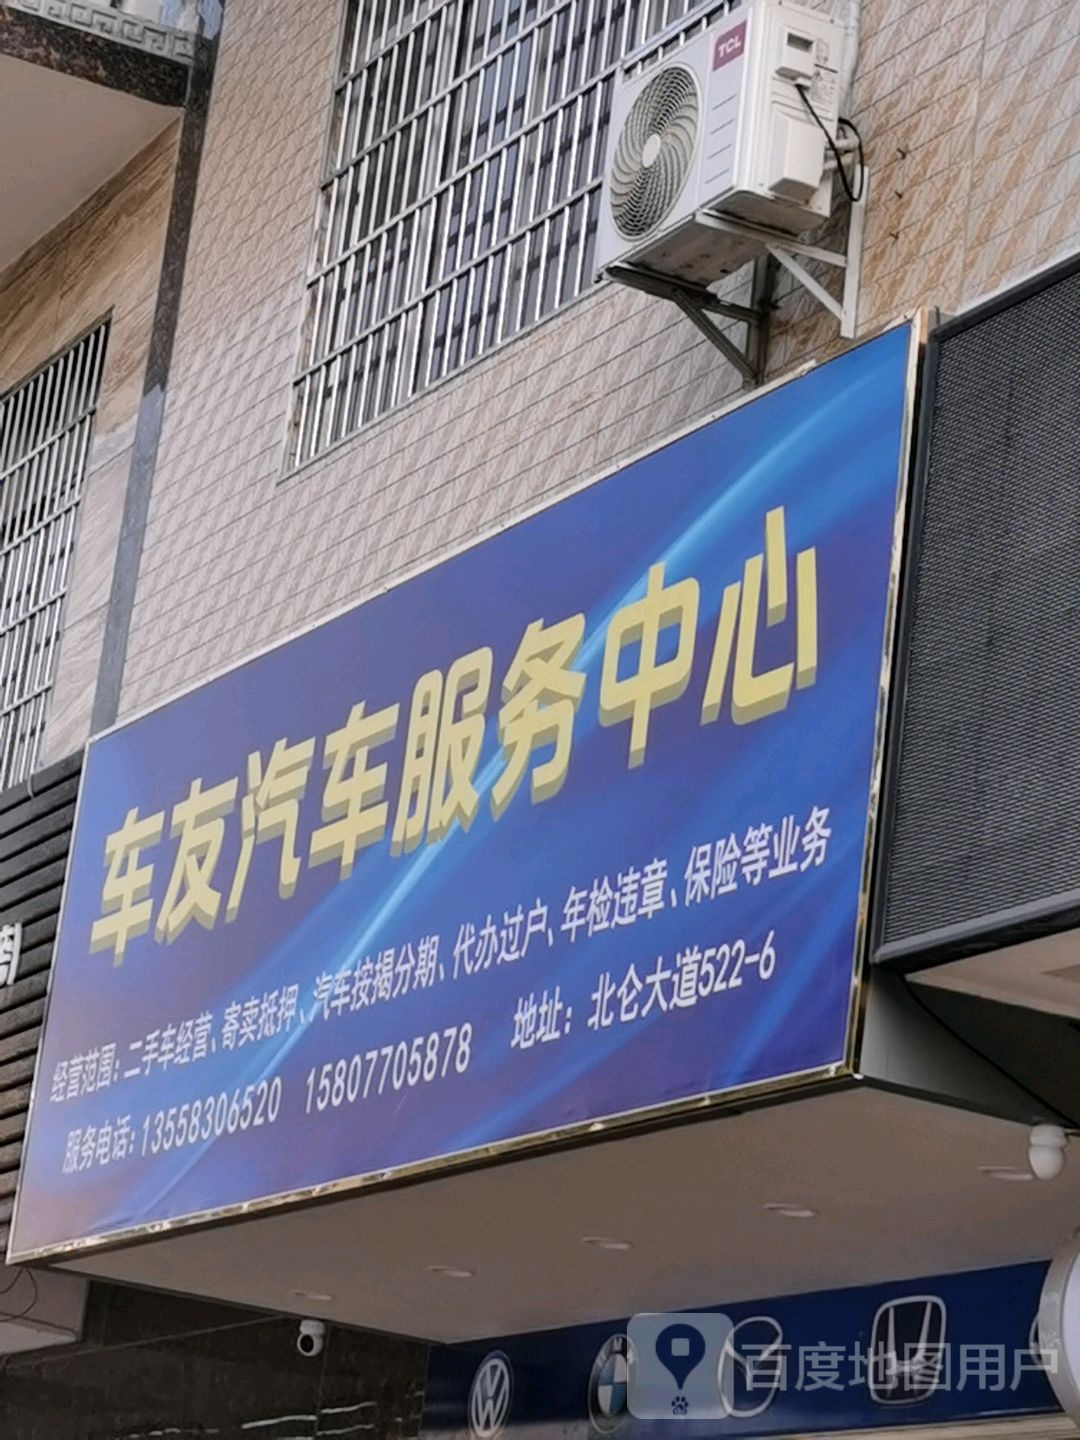 TCL
车友汽车服务中心
经营范围：二手车经营、寄卖抵押、汽车按揭分期、代办过户、年检违章、保险等业务
服务电话：13558306520 15807705878 地址：北仑大道522-6
百度地图用户